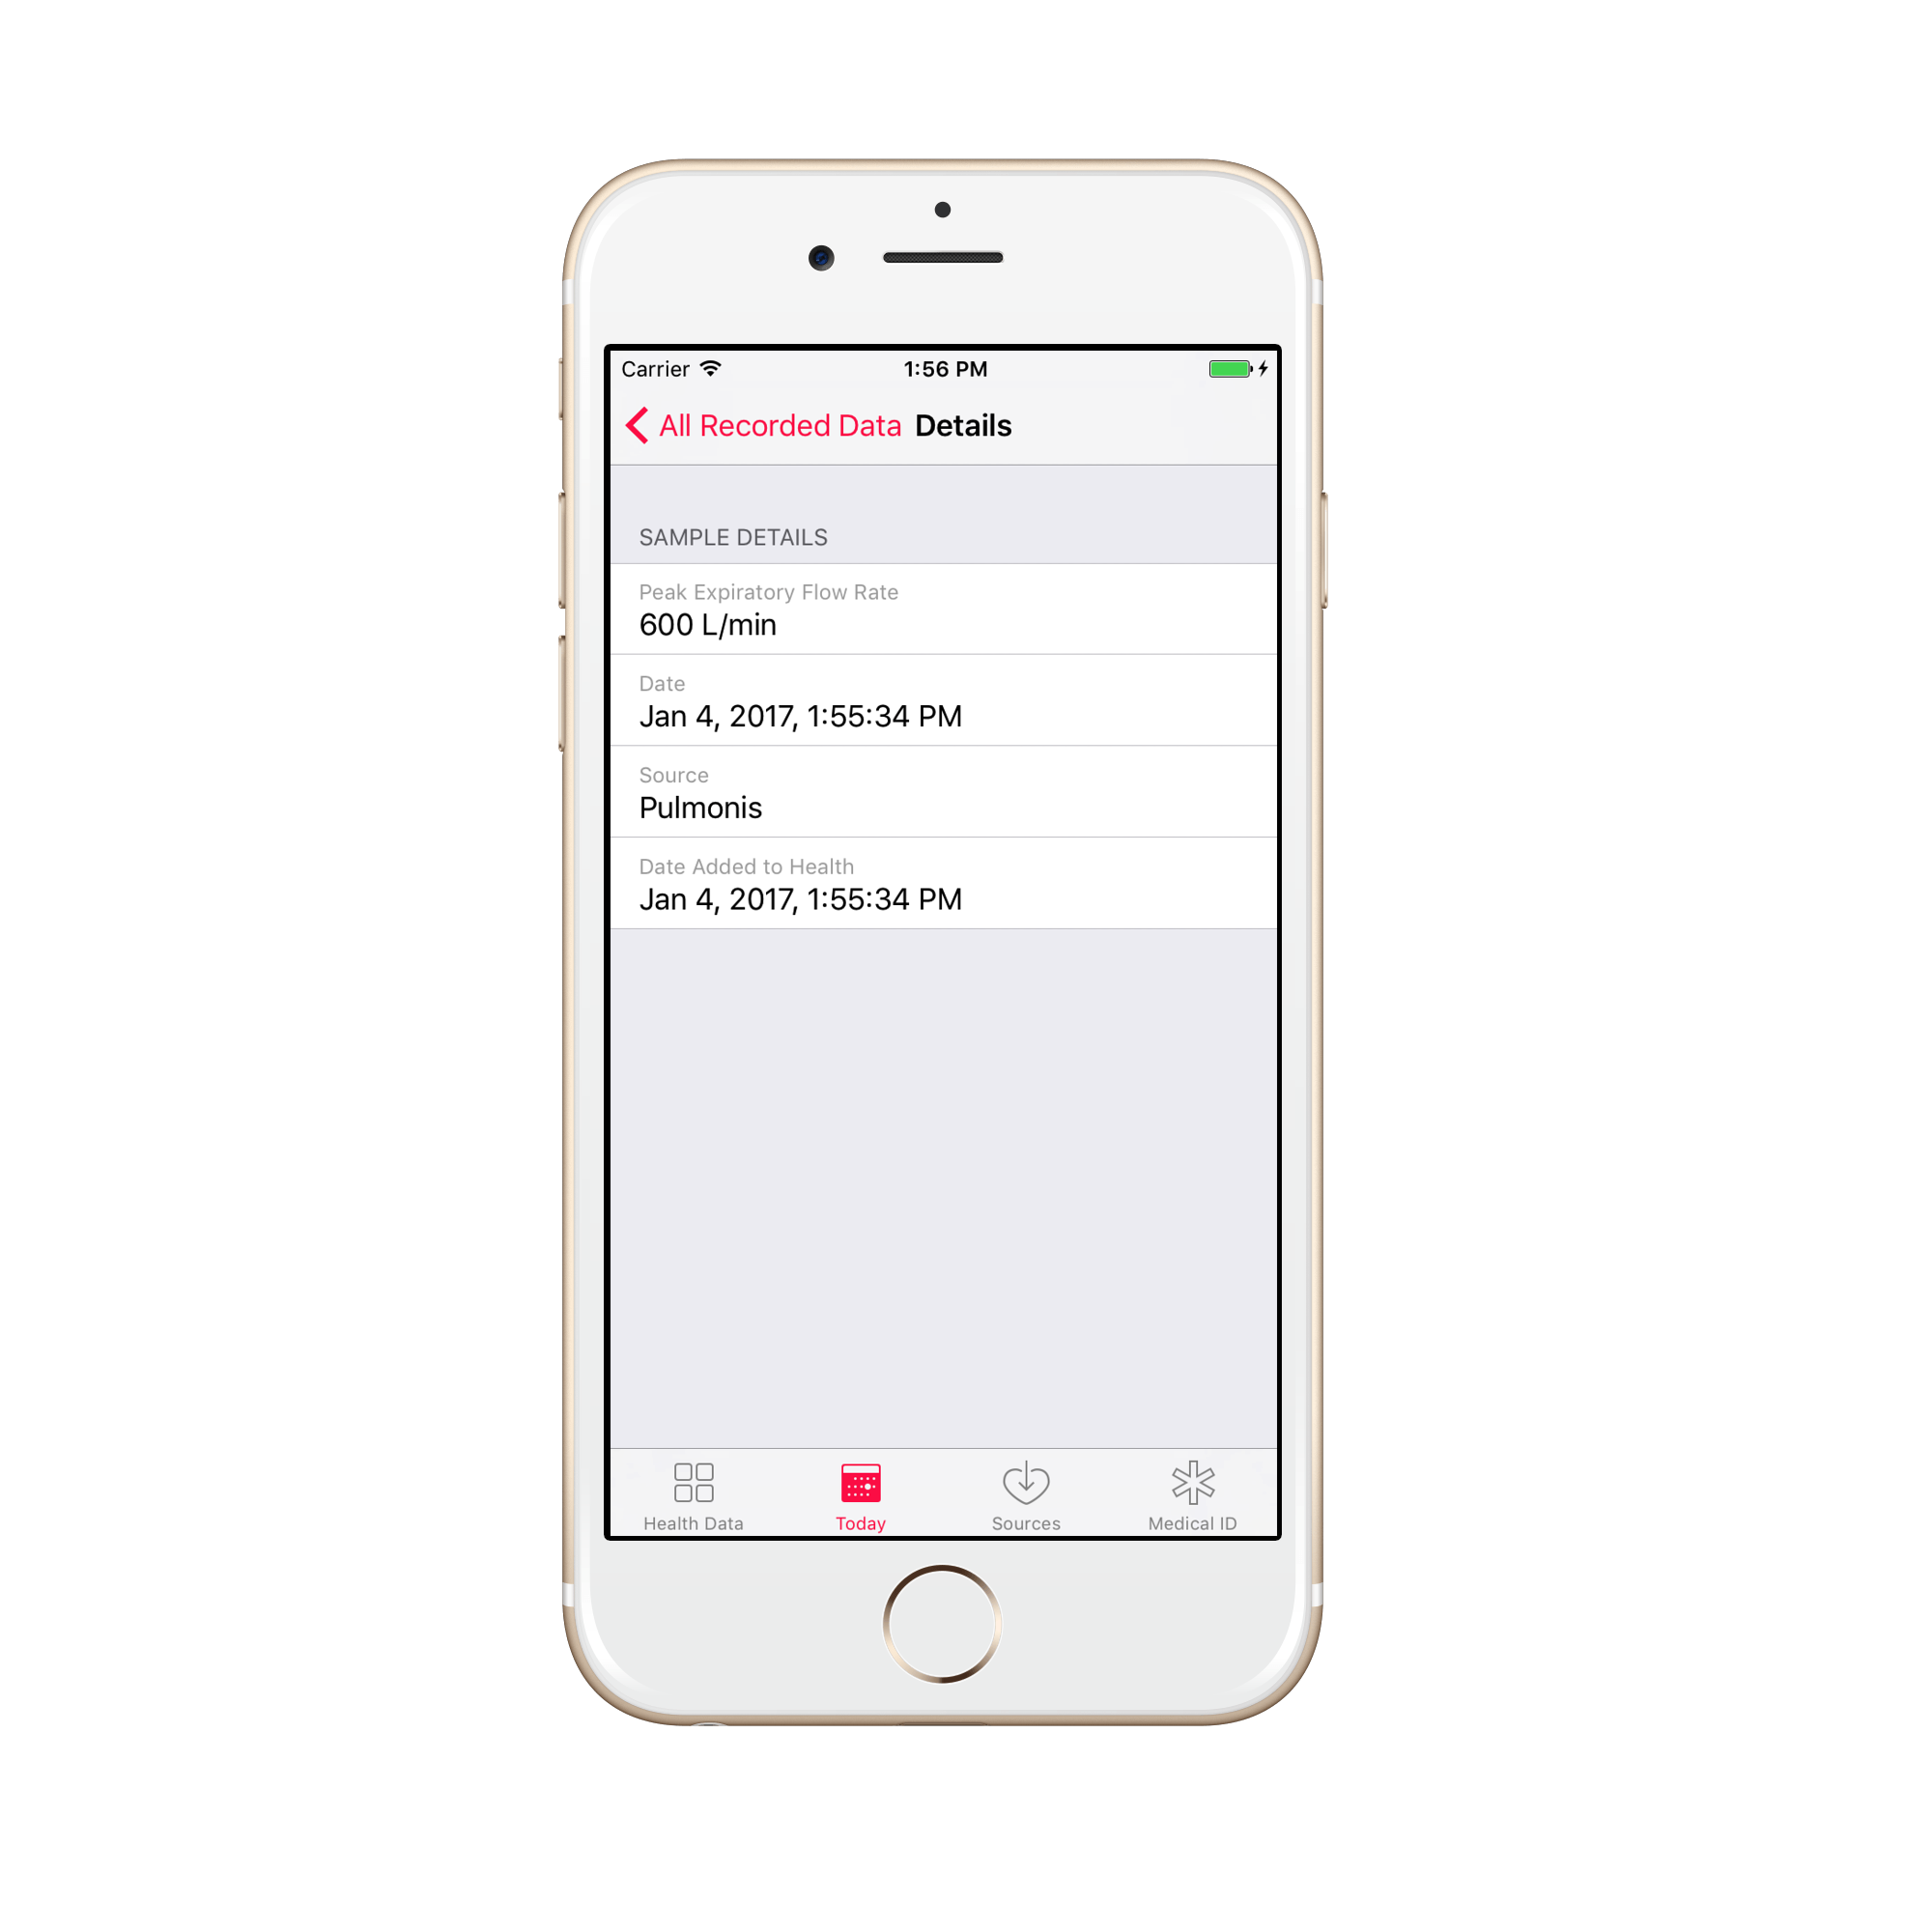 Carrier 1:56 PM
All Recorded Data Details
SAMPLE DETAILS
Peak Expiratory Flow Rate
600 L/min
Date
Jan 4, 2017, 1:55:34 PM
Source
Pulmonis
Date Added to Health
Jan 4, 2017, 1:55:34 PM
Health Data Today Sources Medical ID